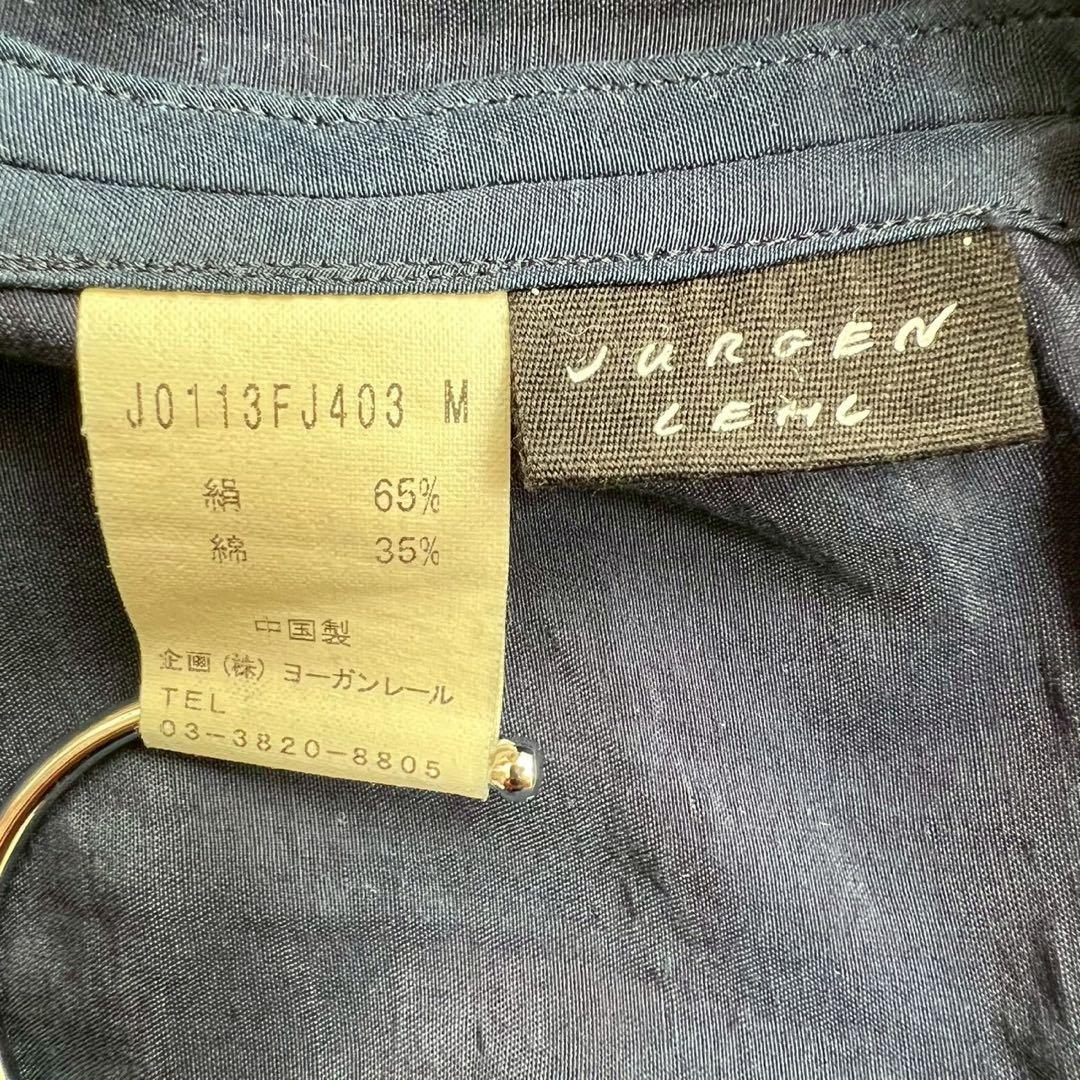 J0113FJ403 M
絹 65%
綿 35%
中国製
企画(株)ヨーガンレール
TEL
03-3820-8805
JURGEN
LEHL